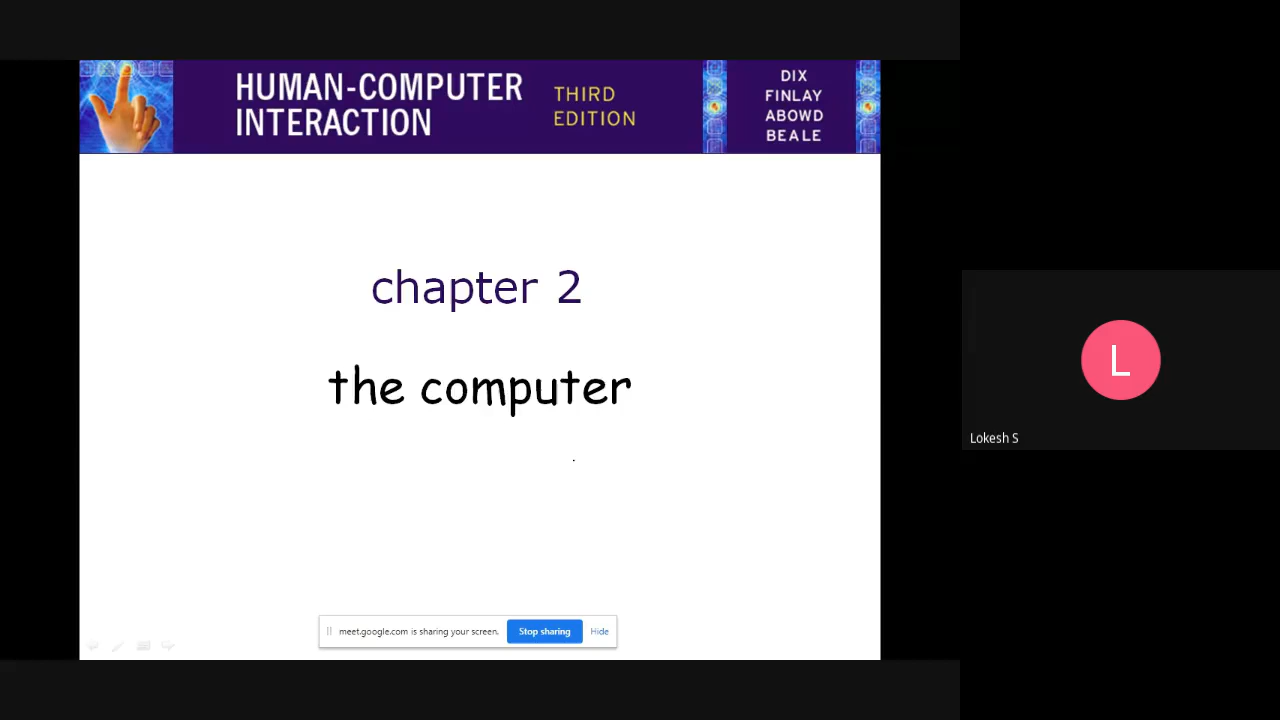 HUMAN-COMPUTER
INTERACTION
THIRD
EDITION
DIX
FINLAY
ABOWD
BEALE
chapter 2
the computer
L
Lokesh S
meet.google.com is sharing your screen.
Stop sharing
Hide